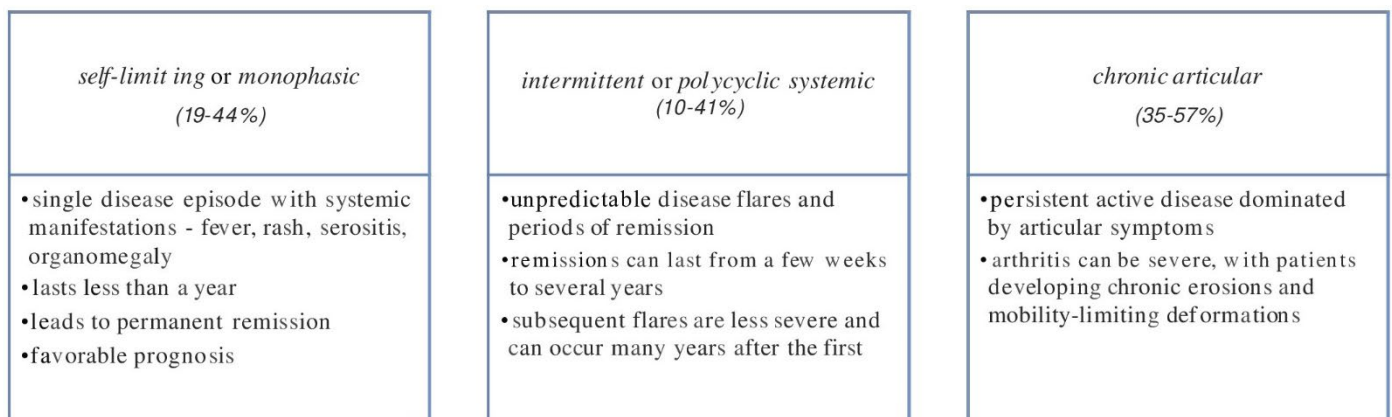 self-limit ing or monophasic
(19-44%)
• single disease episode with systemic
manifestations - fever, rash, serositis,
organomegaly
• lasts less than a year
• leads to permanent remission
• favorable prognosis
intermittent or polycyclic systemic
(10-41%)
• unpredictable disease flares and
periods of remission
• remissions can last from a few weeks
to several years
• subsequent flares are less severe and
can occur many years after the first
chronic articular
(35-57%)
• persistent active disease dominated
by articular symptoms
• arthritis can be severe, with patients
developing chronic erosions and
mobility-limiting deformations